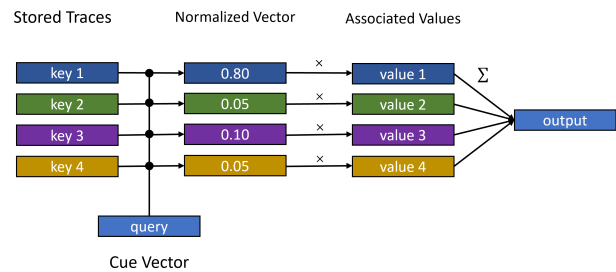 Stored Traces
Normalized Vector
Associated Values
key 1
0.80
×
value 1
∑
key 2
0.05
×
value 2
output
key 3
0.10
×
value 3
key 4
0.05
×
value 4
query
Cue Vector